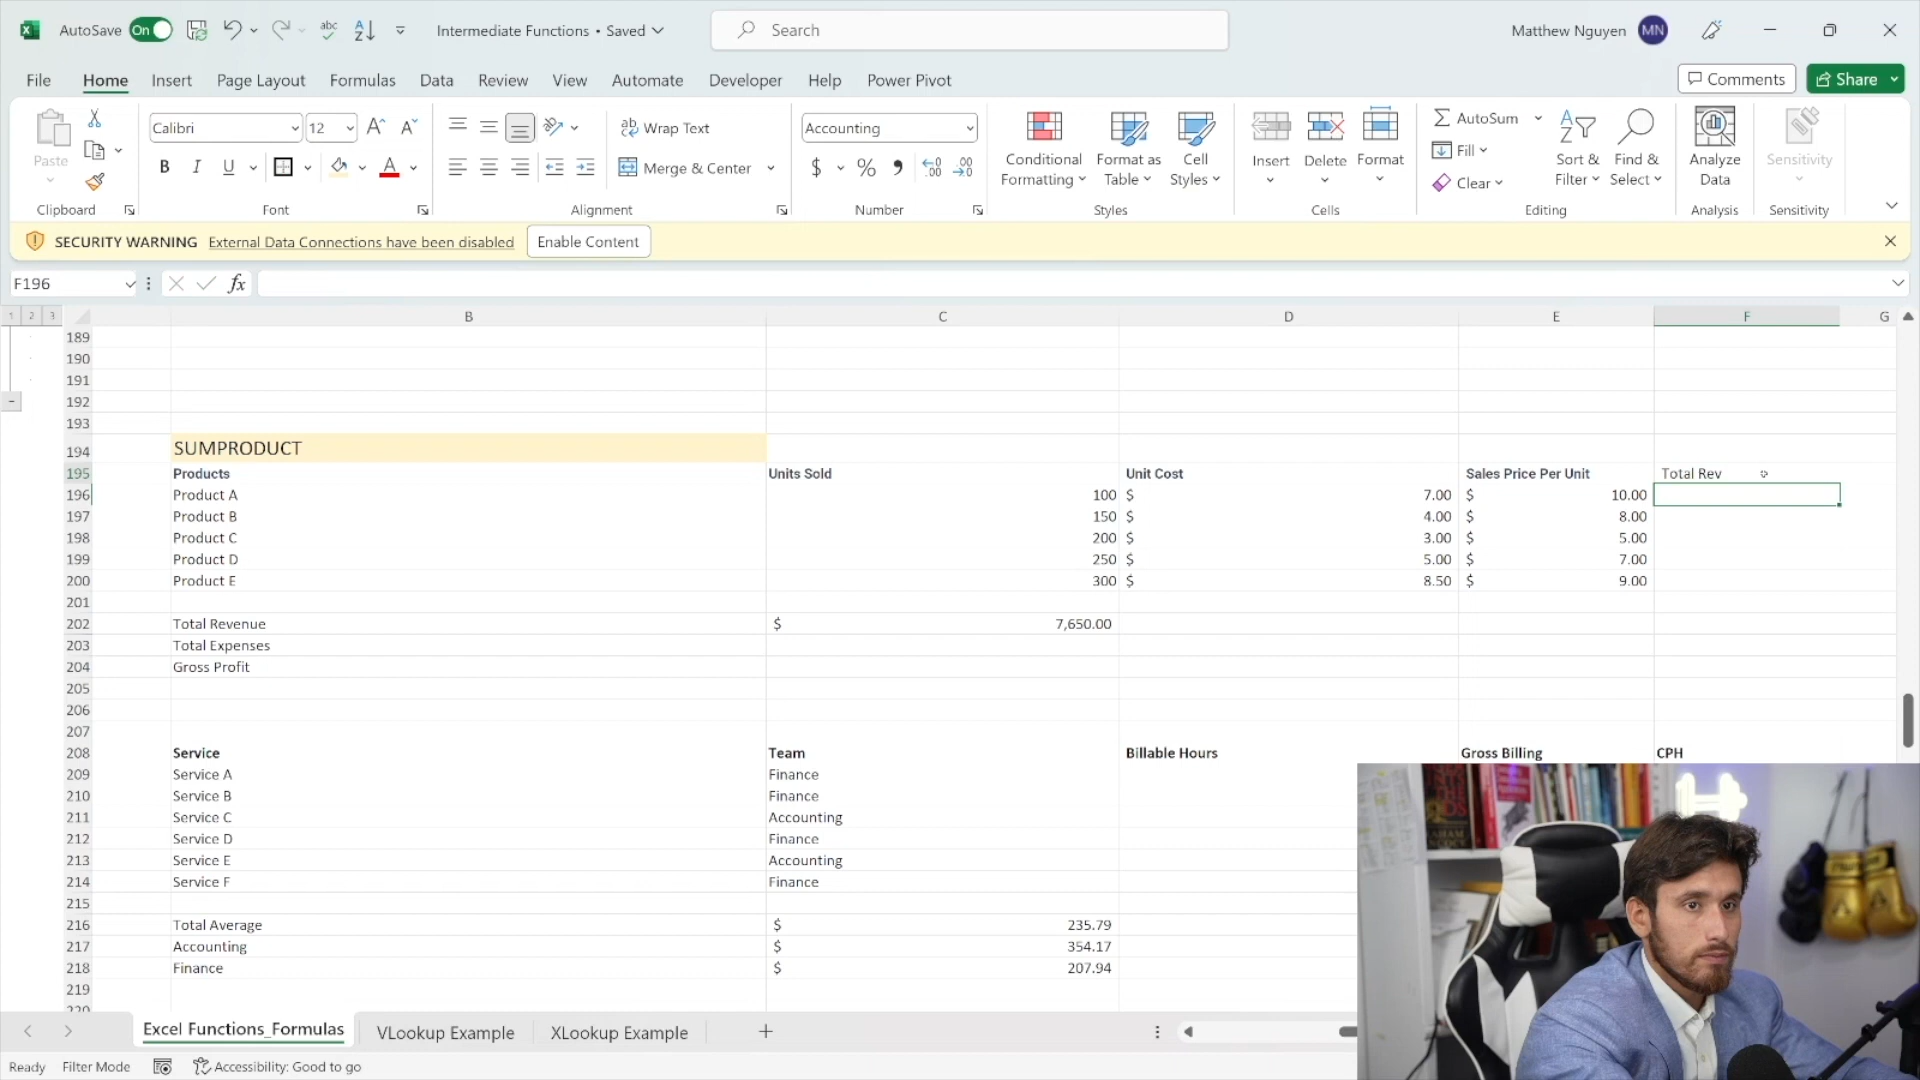 AutoSave On
Intermediate Functions • Saved
Search
Matthew Nguyen MN
File Home Insert Page Layout Formulas Data Review View Automate Developer Help Power Pivot
Comments Share
Paste
Clipboard
Calibri 12
B I U A
Font
Wrap Text
Merge & Center
Alignment
Accounting
$ % ,
Number
Conditional Formatting
Format as Table
Cell Styles
Styles
Insert Delete Format
Cells
AutoSum
Fill
Clear
Sort & Filter
Find & Select
Editing
Analyze Data
Analysis
Sensitivity
Sensitivity
SECURITY WARNING External Data Connections have been disabled Enable Content
F196 fx
1 2 3 B C D E F G
189
190
191
192
193
194 SUMPRODUCT
195 Products Units Sold Unit Cost Sales Price Per Unit Total Rev
196 Product A 100 $ 7.00 $ 10.00
197 Product B 150 $ 4.00 $ 8.00
198 Product C 200 $ 3.00 $ 5.00
199 Product D 250 $ 5.00 $ 7.00
200 Product E 300 $ 8.50 $ 9.00
201
202 Total Revenue $ 7,650.00
203 Total Expenses
204 Gross Profit
205
206
207
208 Service Team Billable Hours Gross Billing CPH
209 Service A Finance
210 Service B Finance
211 Service C Accounting
212 Service D Finance
213 Service E Accounting
214 Service F Finance
215
216 Total Average $ 235.79
217 Accounting $ 354.17
218 Finance $ 207.94
219
220
Excel Functions_Formulas VLookup Example XLookup Example
Ready Filter Mode Accessibility: Good to go